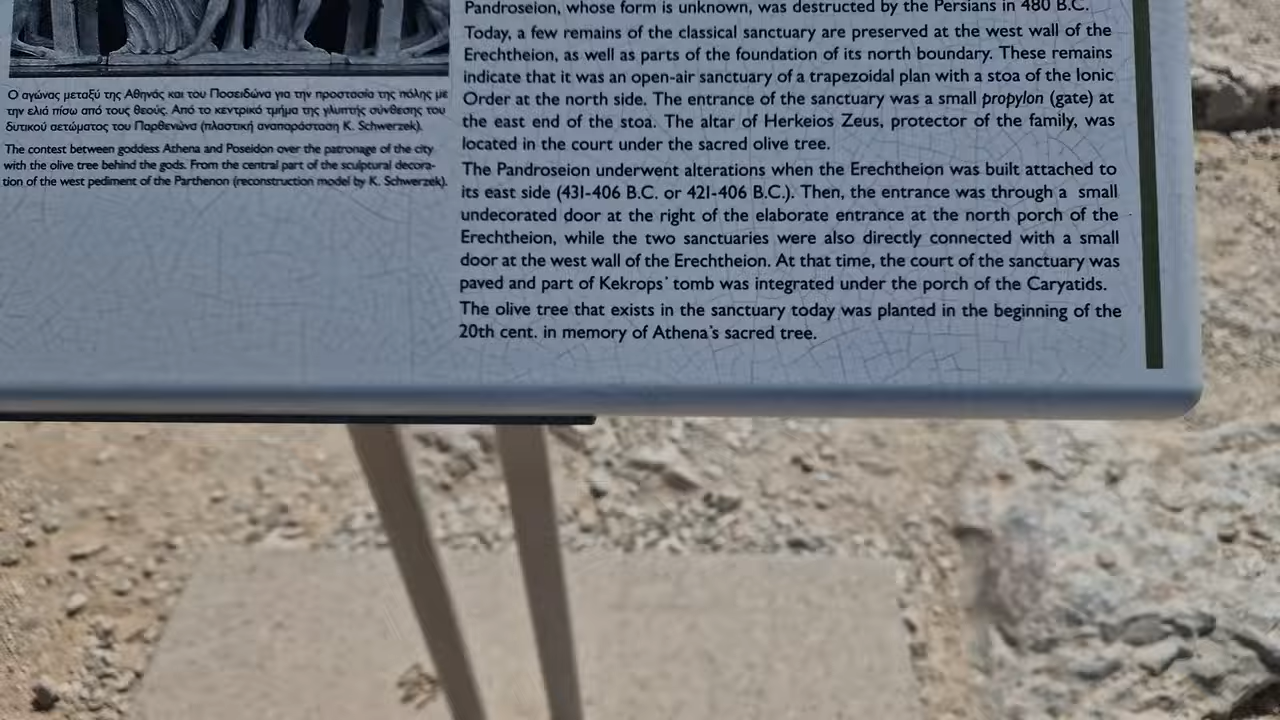 Ο αγώνας μεταξύ της Αθηνάς και του Ποσειδώνα για την προστασία της πόλης με
την ελιά πίσω από τους θεούς. Από το κεντρικό τμήμα της γλυπτής σύνθεσης του
δυτικού αετώματος του Παρθενώνα (πλαστική αναπαράσταση K. Schwerzek).
The contest between goddess Athena and Poseidon over the patronage of the city
with the olive tree behind the gods. From the central part of the sculptural decora-
tion of the west pediment of the Parthenon (reconstruction model by K. Schwerzek).
Pandroseion, whose form is unknown, was destructed by the Persians in 480 B.C.
Today, a few remains of the classical sanctuary are preserved at the west wall of the
Erechtheion, as well as parts of the foundation of its north boundary. These remains
indicate that it was an open-air sanctuary of a trapezoidal plan with a stoa of the Ionic
Order at the north side. The entrance of the sanctuary was a small propylon (gate) at
the east end of the stoa. The altar of Herkeios Zeus, protector of the family, was
located in the court under the sacred olive tree.
The Pandroseion underwent alterations when the Erechtheion was built attached to
its east side (431-406 B.C. or 421-406 B.C.). Then, the entrance was through a small
undecorated door at the right of the elaborate entrance at the north porch of the
Erechtheion, while the two sanctuaries were also directly connected with a small
door at the west wall of the Erechtheion. At that time, the court of the sanctuary was
paved and part of Kekrops' tomb was integrated under the porch of the Caryatids.
The olive tree that exists in the sanctuary today was planted in the beginning of the
20th cent. in memory of Athena's sacred tree.